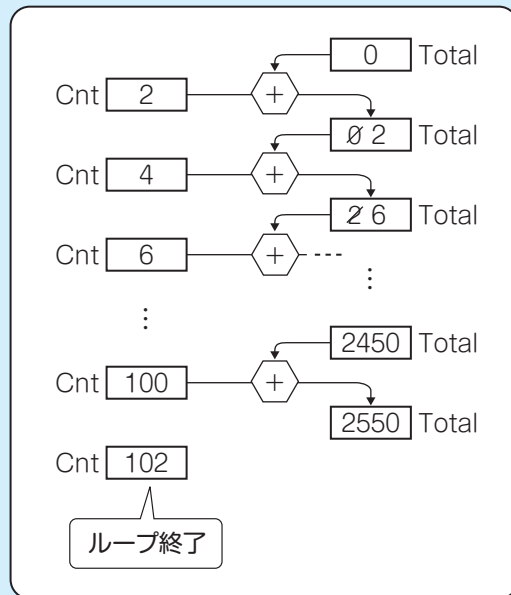 0 Total
Cnt 2 +
0 2 Total
Cnt 4 +
2 6 Total
Cnt 6 +
⋮
⋮
2450 Total
Cnt 100 +
2550 Total
Cnt 102
ループ終了